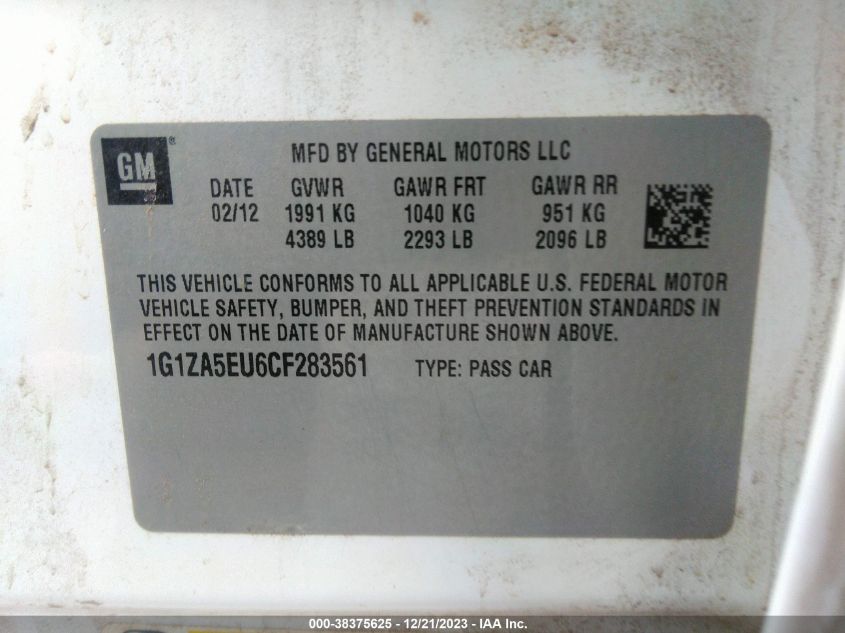 GM®
MFD BY GENERAL MOTORS LLC
DATE GVWR GAWR FRT GAWR RR
02/12 1991 KG 1040 KG 951 KG
4389 LB 2293 LB 2096 LB
THIS VEHICLE CONFORMS TO ALL APPLICABLE U.S. FEDERAL MOTOR
VEHICLE SAFETY, BUMPER, AND THEFT PREVENTION STANDARDS IN
EFFECT ON THE DATE OF MANUFACTURE SHOWN ABOVE.
1G1ZA5EU6CF283561 TYPE: PASS CAR
000-38375625 - 12/21/2023 - IAA Inc.